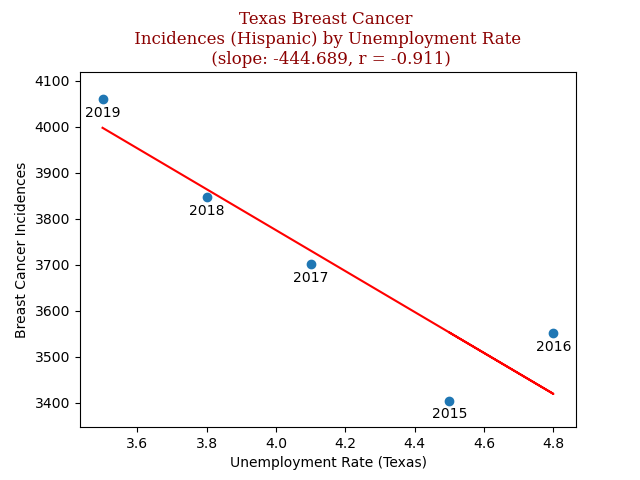 Texas Breast Cancer
Incidences (Hispanic) by Unemployment Rate
(slope: -444.689, r = -0.911)
4100
4000
3900
3800
3700
3600
3500
3400
Breast Cancer Incidences
2019
2018
2017
2016
2015
3.6 3.8 4.0 4.2 4.4 4.6 4.8
Unemployment Rate (Texas)